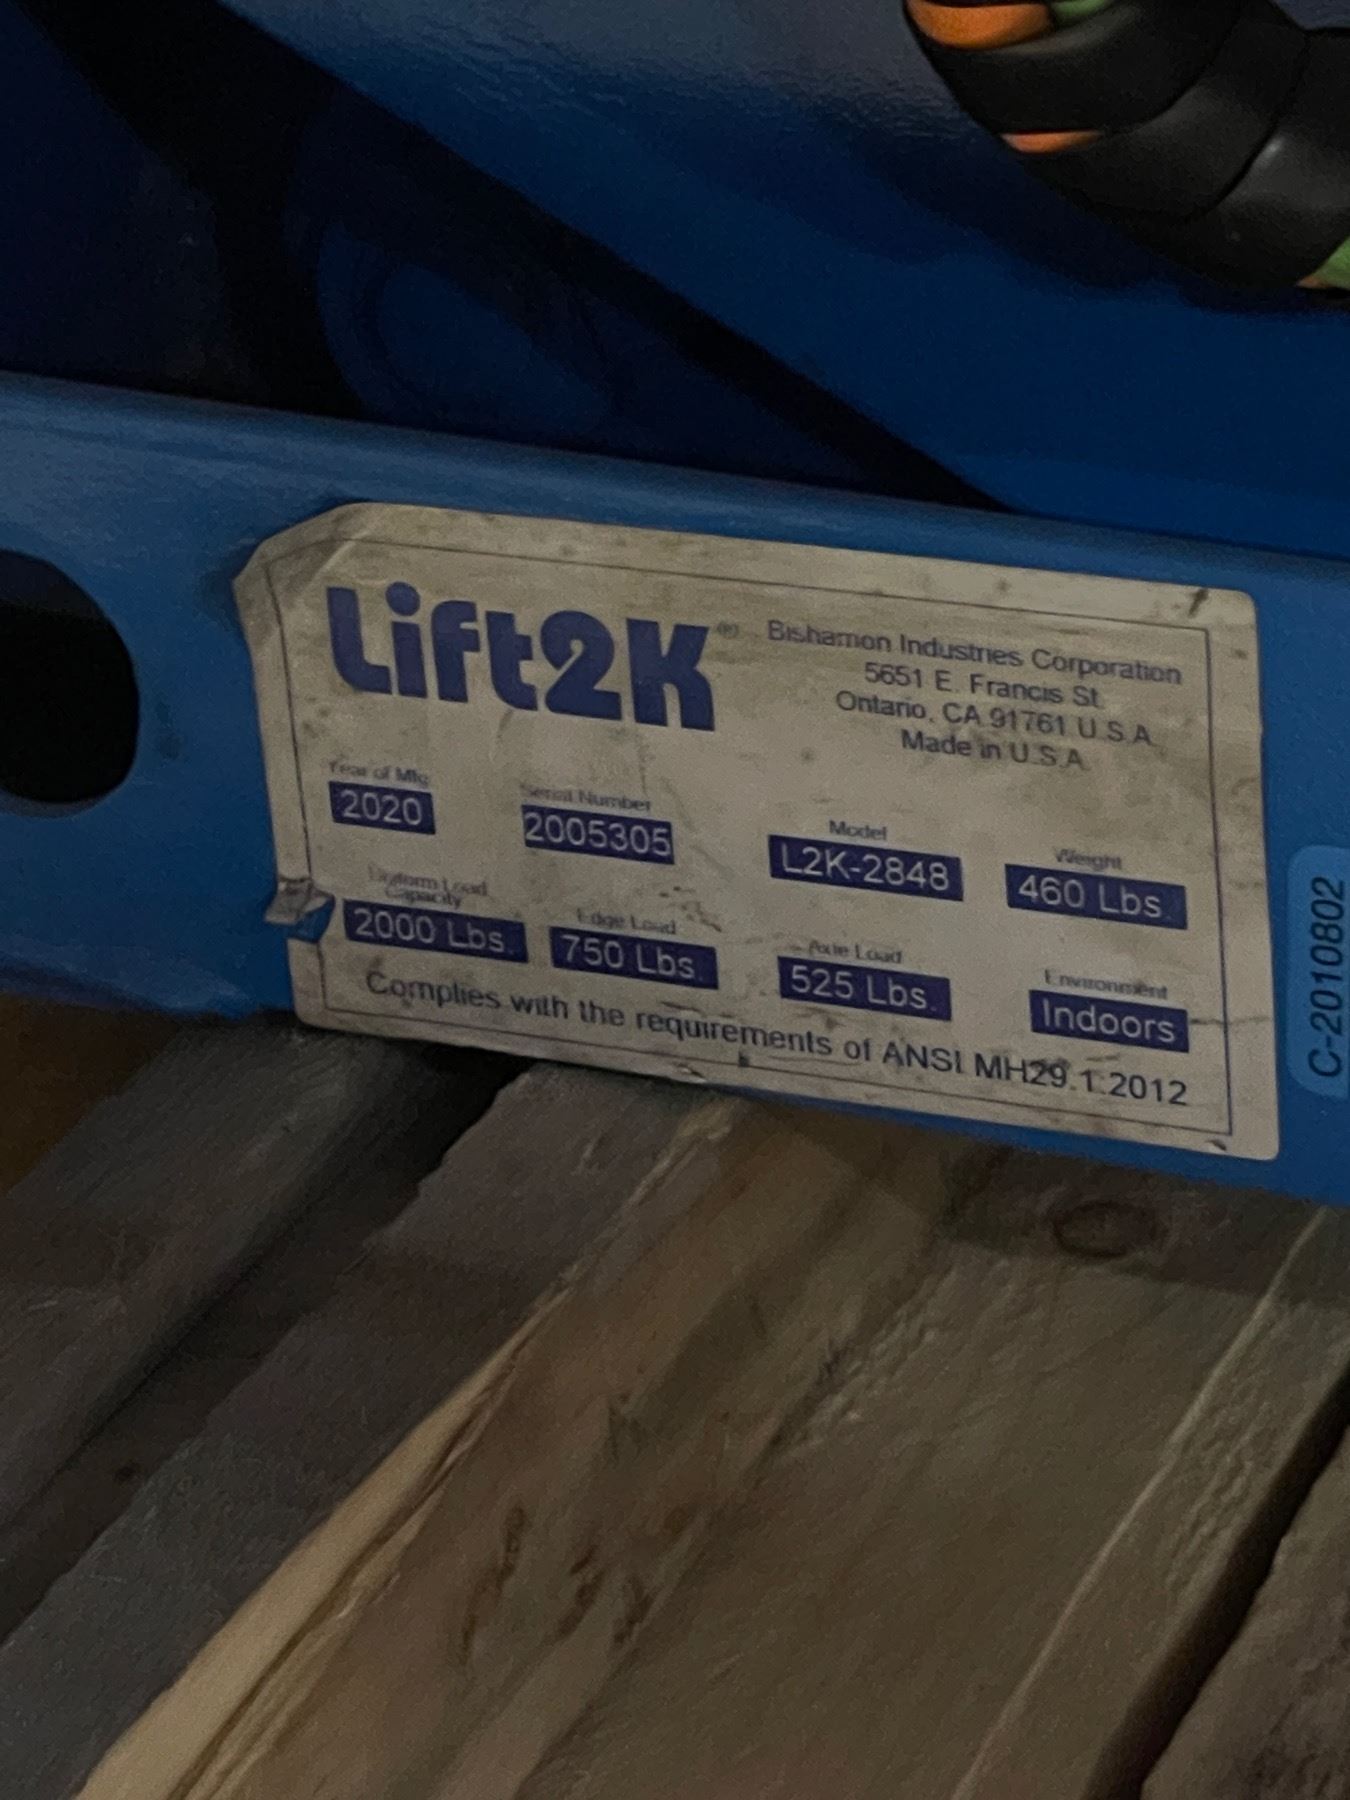 Lift2K®
Bishamon Industries Corporation
5651 E. Francis St.
Ontario, CA 91761 U.S.A.
Made in U.S.A.
Year of Mfg
2020
Serial Number
2005305
Model
L2K-2848
Weight
460 Lbs.
Uniform Load
Capacity
2000 Lbs.
Edge Load
750 Lbs.
Axle Load
525 Lbs.
Environment
Indoors
Complies with the requirements of ANSI MH29.1:2012
C-2010802